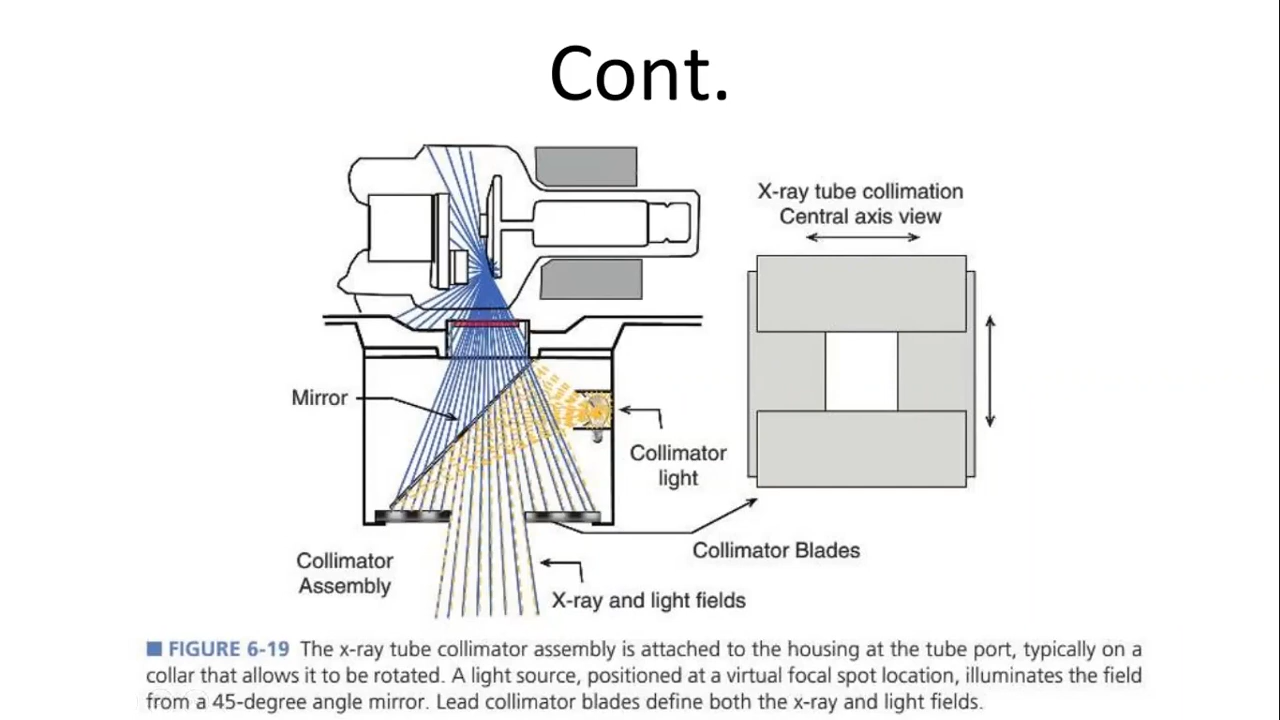 Cont.
X-ray tube collimation
Central axis view
Mirror
Collimator
light
Collimator Blades
Collimator
Assembly
X-ray and light fields
■ FIGURE 6-19 The x-ray tube collimator assembly is attached to the housing at the tube port, typically on a
collar that allows it to be rotated. A light source, positioned at a virtual focal spot location, illuminates the field
from a 45-degree angle mirror. Lead collimator blades define both the x-ray and light fields.